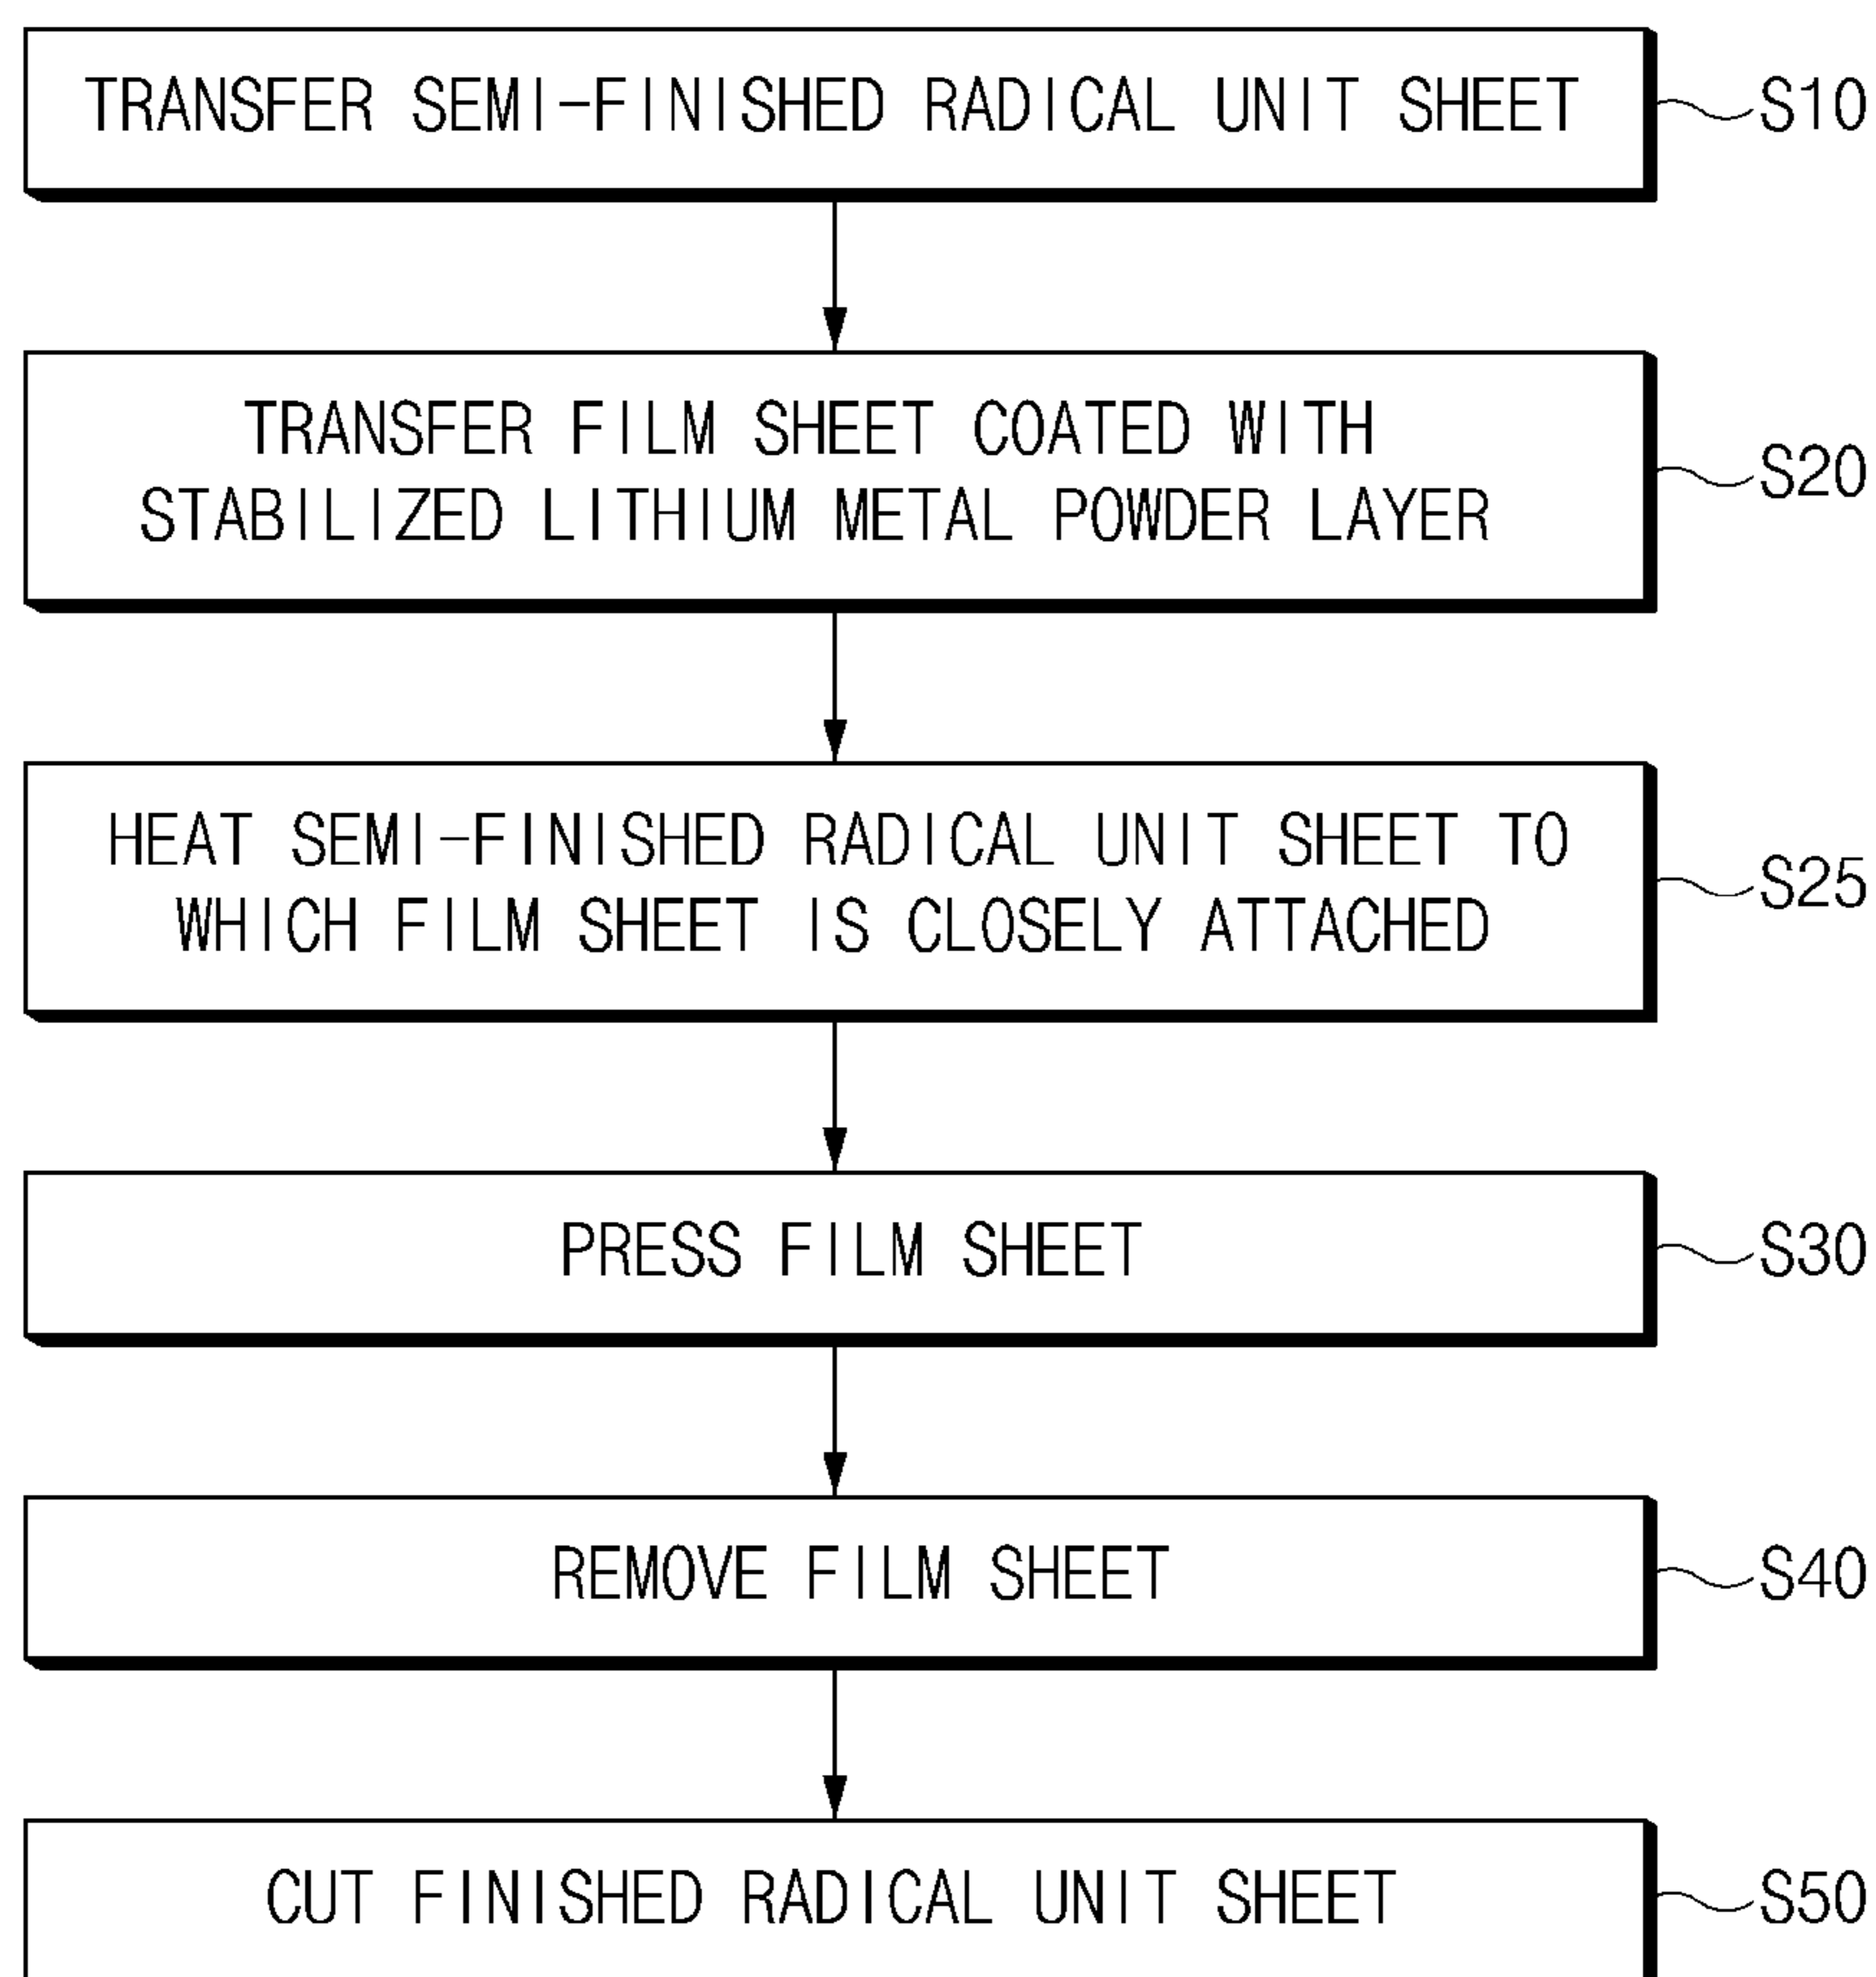 TRANSFER SEMI-FINISHED RADICAL UNIT SHEET
S10
TRANSFER FILM SHEET COATED WITH
STABILIZED LITHIUM METAL POWDER LAYER
S20
HEAT SEMI-FINISHED RADICAL UNIT SHEET TO
WHICH FILM SHEET IS CLOSELY ATTACHED
S25
PRESS FILM SHEET
S30
REMOVE FILM SHEET
S40
CUT FINISHED RADICAL UNIT SHEET
S50